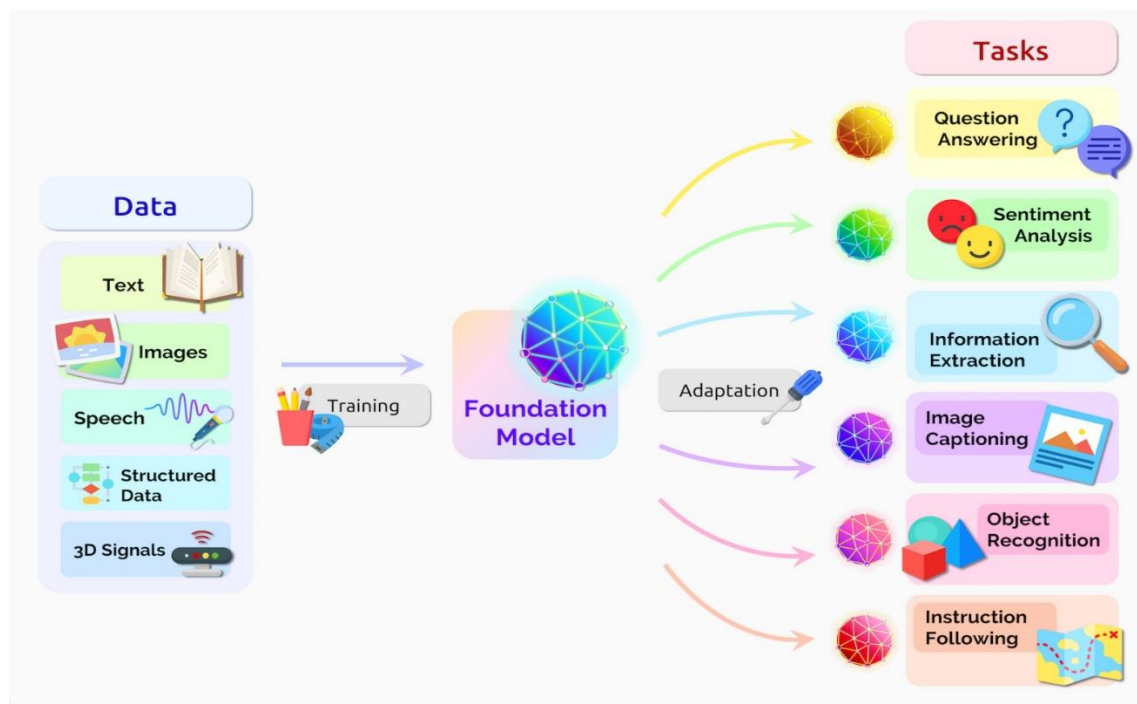 Data
Text
Images
Speech
Structured
Data
3D Signals
Training
Foundation
Model
Adaptation
Tasks
Question
Answering
Sentiment
Analysis
Information
Extraction
Image
Captioning
Object
Recognition
Instruction
Following